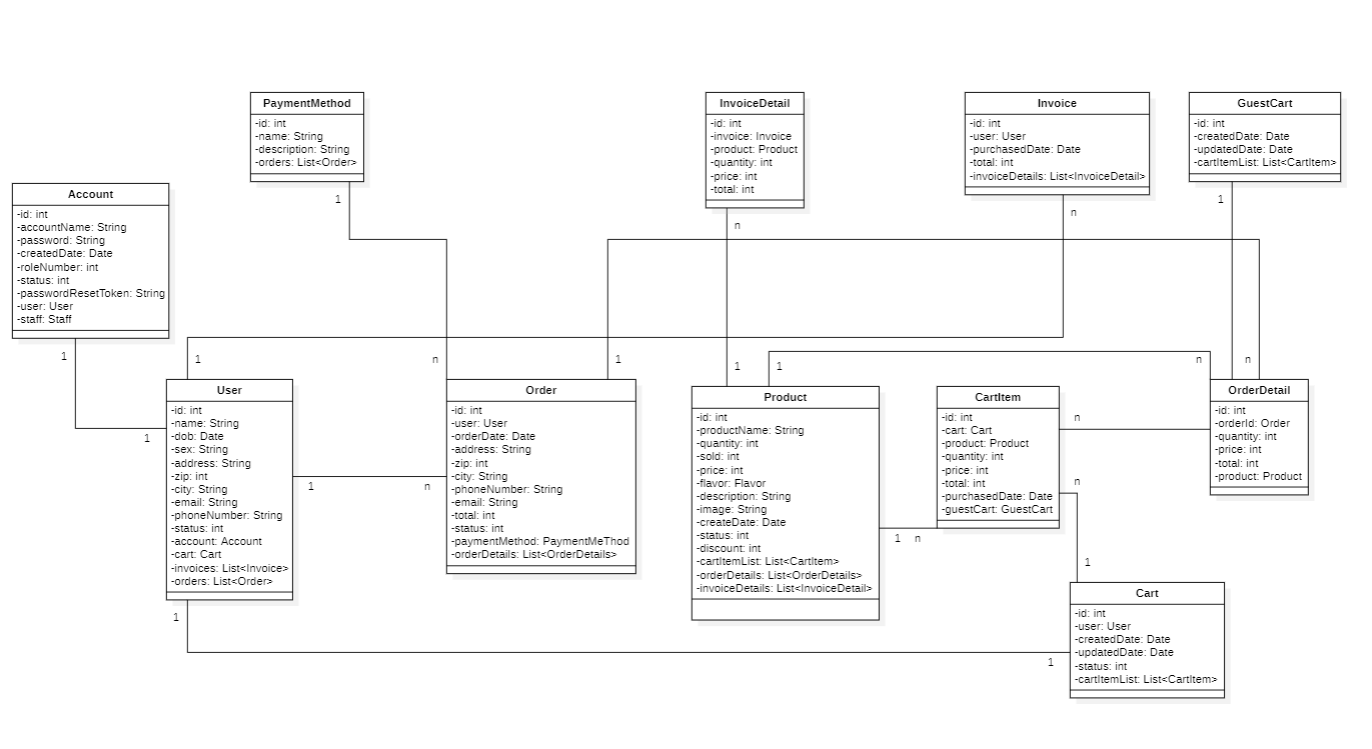 PaymentMethod
-id: int
-name: String
-description: String
-orders: List<Order>
1
InvoiceDetail
-id: int
-invoice: Invoice
-product: Product
-quantity: int
-price: int
-total: int
n
Invoice
-id: int
-user: User
-purchasedDate: Date
-total: int
-invoiceDetails: List<InvoiceDetail>
n
GuestCart
-id: int
-createdDate: Date
-updatedDate: Date
-cartItemList: List<CartItem>
1
Account
-id: int
-accountName: String
-password: String
-createdDate: Date
-roleNumber: int
-status: int
-passwordResetToken: String
-user: User
-staff: Staff
1
1
1
n
1
1
1
n
n
User
-id: int
-name: String
-dob: Date
-sex: String
-address: String
-zip: int
-city: String
-email: String
-phoneNumber: String
-status: int
-account: Account
-cart: Cart
-invoices: List<Invoice>
-orders: List<Order>
1
1
n
Order
-id: int
-user: User
-orderDate: Date
-address: String
-zip: int
-city: String
-phoneNumber: String
-email: String
-total: int
-status: int
-paymentMethod: PaymentMeThod
-orderDetails: List<OrderDetails>
Product
-id: int
-productName: String
-quantity: int
-sold: int
-price: int
-flavor: Flavor
-description: String
-image: String
-createDate: Date
-status: int
-discount: int
-cartItemList: List<CartItem>
-orderDetails: List<OrderDetails>
-invoiceDetails: List<InvoiceDetail>
1 n
CartItem
-id: int
-cart: Cart
-product: Product
-quantity: int
-price: int
-total: int
-purchasedDate: Date
-guestCart: GuestCart
n
n
OrderDetail
-id: int
-orderId: Order
-quantity: int
-price: int
-total: int
-product: Product
1
Cart
-id: int
-user: User
-createdDate: Date
-updatedDate: Date
-status: int
-cartItemList: List<CartItem>
1